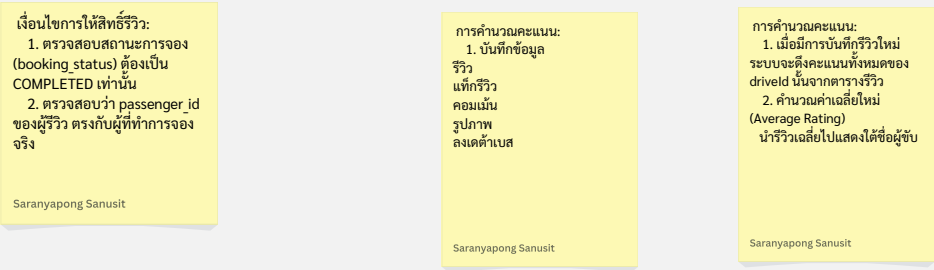 เงื่อนไขการให้สิทธิ์รีวิว:
1. ตรวจสอบสถานะการจอง
(booking_status) ต้องเป็น
COMPLETED เท่านั้น
2. ตรวจสอบว่า passenger_id
ของผู้รีวิว ตรงกับผู้ที่ทำการจอง
จริง
Saranyapong Sanusit
การคำนวณคะแนน:
1. บันทึกข้อมูล
รีวิว
แท็กรีวิว
คอมเม้น
รูปภาพ
ลงเดต้าเบส
Saranyapong Sanusit
การคำนวณคะแนน:
1. เมื่อมีการบันทึกรีวิวใหม่
ระบบจะดึงคะแนนทั้งหมดของ
driveId นั้นจากตารางรีวิว
2. คำนวณค่าเฉลี่ยใหม่
(Average Rating)
นำรีวิวเฉลี่ยไปแสดงใต้ชื่อผู้ขับ
Saranyapong Sanusit